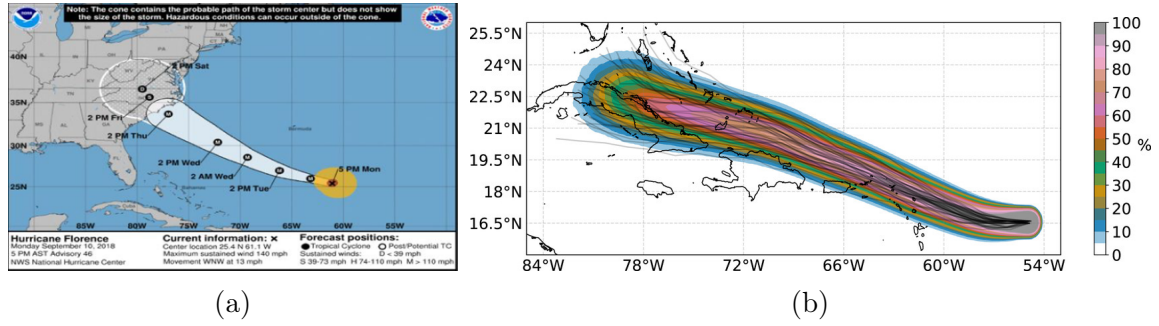 Note: The cone contains the probable path of the storm center but does not show
the size of the storm. Hazardous conditions can occur outside of the cone.
40N
35N
30N
25N
2 PM Sat
2 PM Fri
2 PM Thu
2 PM Wed
2 AM Wed
2 PM Tue
5 PM Mon
Bermuda
D
S
M
M
M
M
M
85W
80W
75W
70W
65W
60W
55W
Hurricane Florence
Monday September 10, 2018
5 PM AST Advisory 46
NWS National Hurricane Center
Current information: ×
Center location 25.4 N 61.1 W
Maximum sustained wind 140 mph
Movement WNW at 13 mph
Forecast positions:
Tropical Cyclone
Post/Potential TC
Sustained winds: D < 39 mph
S 39-73 mph H 74-110 mph M > 110 mph
(a)
25.5°N
24°N
22.5°N
21°N
19.5°N
18°N
16.5°N
84°W
78°W
72°W
66°W
60°W
54°W
100
90
80
70
60
50
40
30
20
10
0
%
(b)